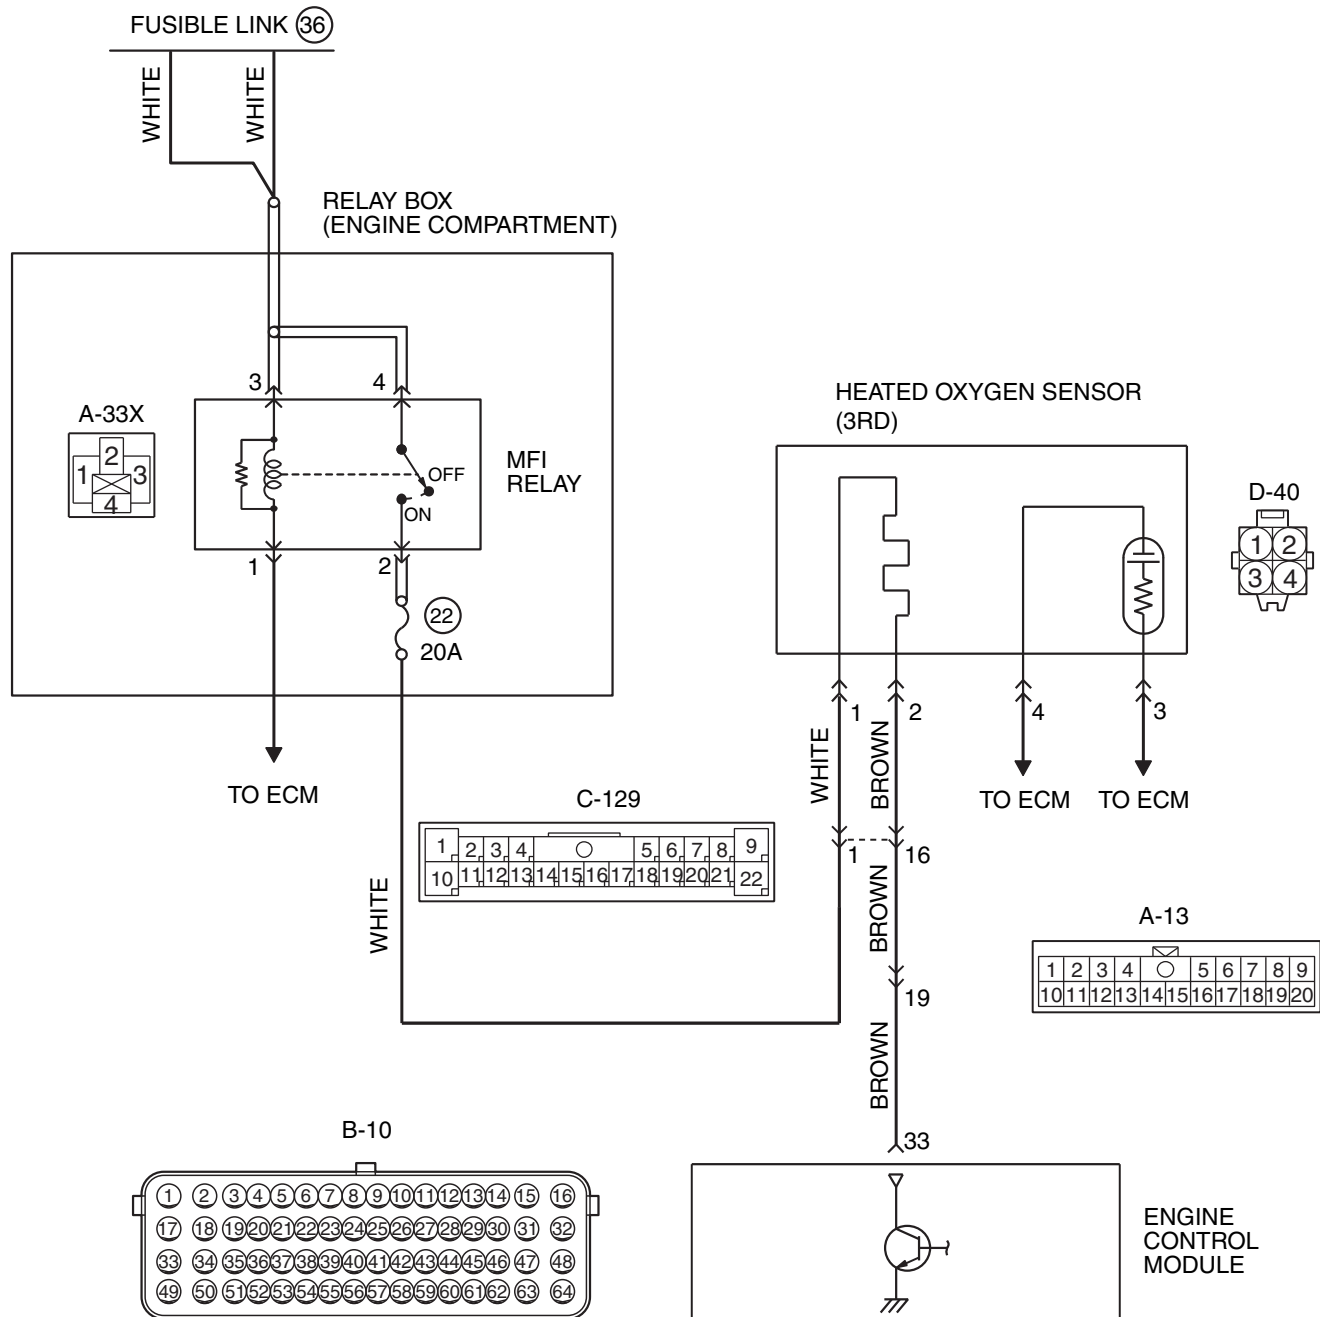 FUSIBLE LINK 36
WHITE
WHITE
RELAY BOX
(ENGINE COMPARTMENT)
3
4
A-33X
2
1
3
4
OFF
ON
MFI
RELAY
1
2
22
20A
TO ECM
HEATED OXYGEN SENSOR
(3RD)
D-40
1 2
3 4
1
2
4
3
WHITE
BROWN
TO ECM
TO ECM
C-129
1 2 3 4 5 6 7 8 9
10 11 12 13 14 15 16 17 18 19 20 21 22
WHITE
1
16
BROWN
A-13
1 2 3 4 5 6 7 8 9
10 11 12 13 14 15 16 17 18 19 20
19
BROWN
33
B-10
1 2 3 4 5 6 7 8 9 10 11 12 13 14 15 16
17 18 19 20 21 22 23 24 25 26 27 28 29 30 31 32
33 34 35 36 37 38 39 40 41 42 43 44 45 46 47 48
49 50 51 52 53 54 55 56 57 58 59 60 61 62 63 64
ENGINE
CONTROL
MODULE